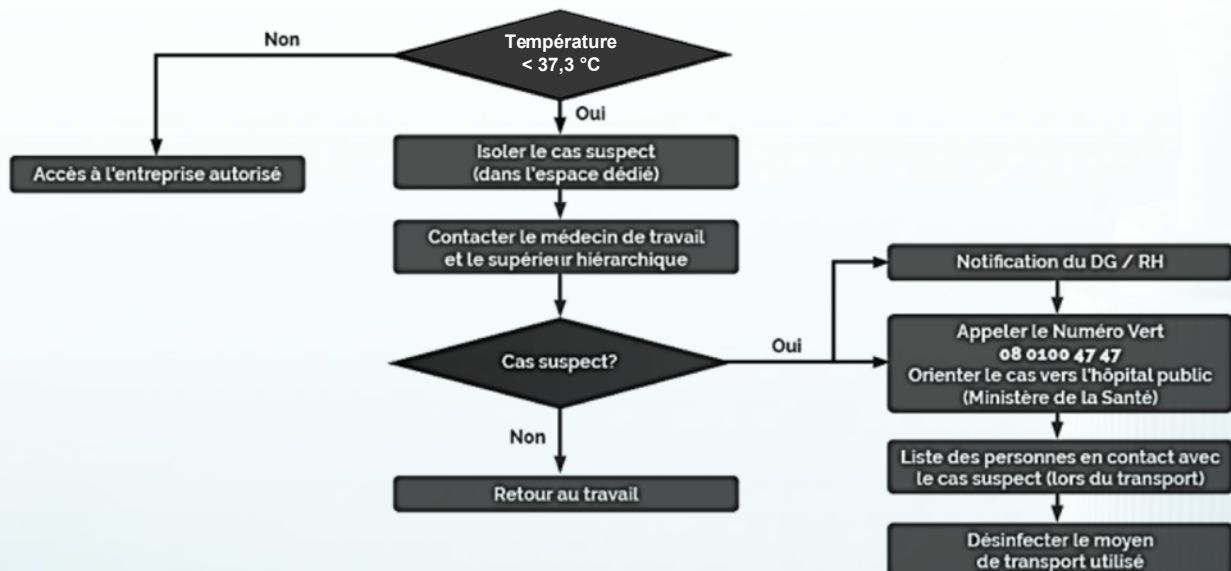 Température
< 37,3 °C
Non
Oui
Accès à l'entreprise autorisé
Isoler le cas suspect
(dans l'espace dédié)
Contacter le médecin de travail
et le supérieur hiérarchique
Cas suspect?
Oui
Non
Retour au travail
Notification du DG / RH
Appeler le Numéro Vert
08 0100 47 47
Orienter le cas vers l'hôpital public
(Ministère de la Santé)
Liste des personnes en contact avec
le cas suspect (lors du transport)
Désinfecter le moyen
de transport utilisé